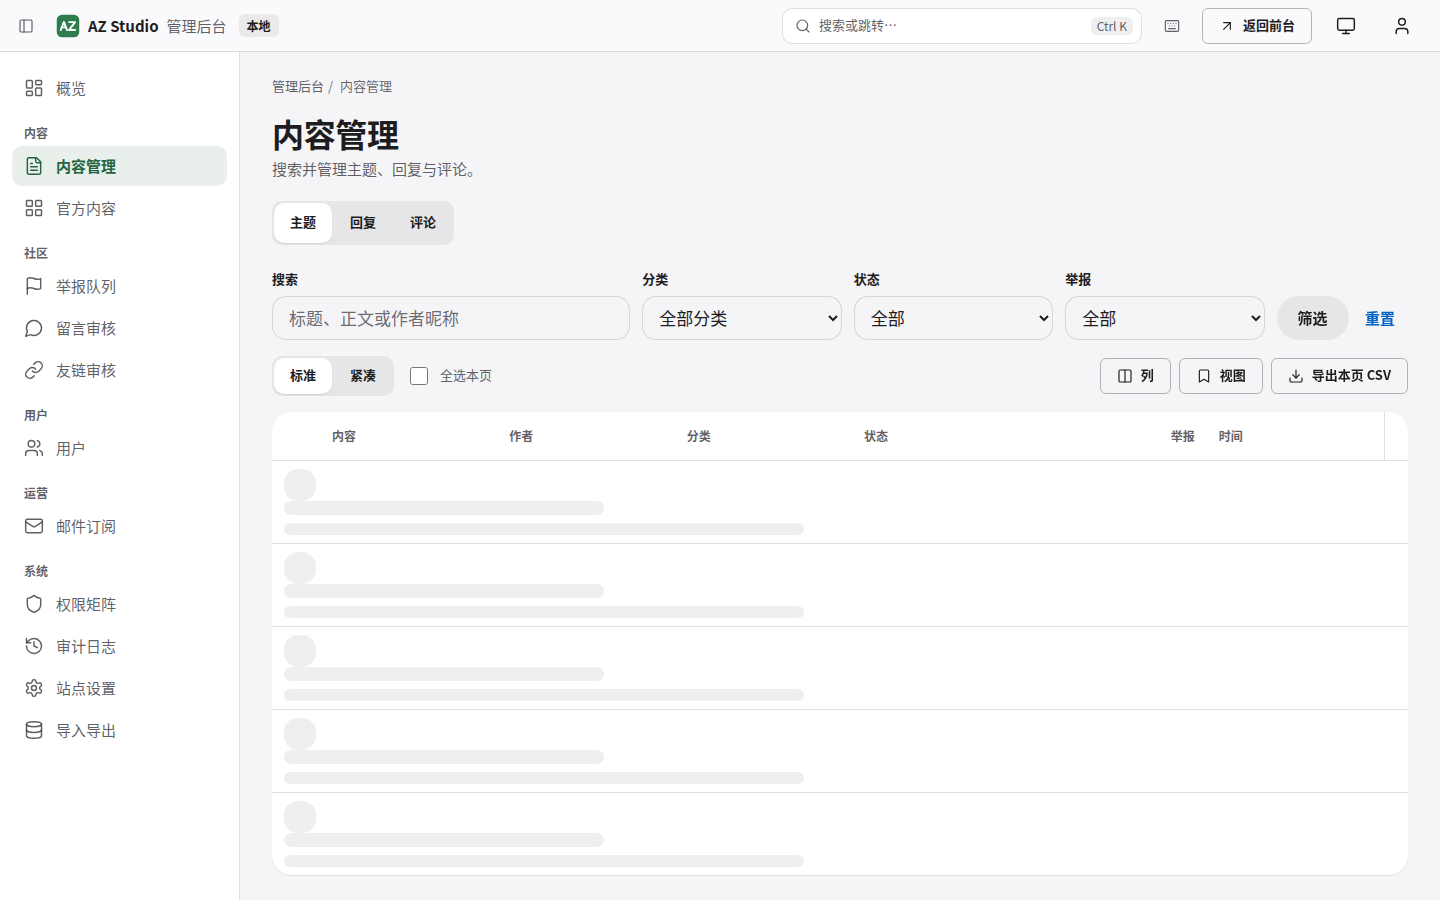 AZ Studio 管理后台 本地
搜索或跳转… Ctrl K
返回前台
概览
内容
内容管理
官方内容
社区
举报队列
留言审核
友链审核
用户
用户
运营
邮件订阅
系统
权限矩阵
审计日志
站点设置
导入导出
管理后台 / 内容管理
内容管理
搜索并管理主题、回复与评论。
主题 回复 评论
搜索 分类 状态 举报
标题、正文或作者昵称 全部分类 全部 全部 筛选 重置
标准 紧凑 全选本页 列 视图 导出本页 CSV
内容 作者 分类 状态 举报 时间